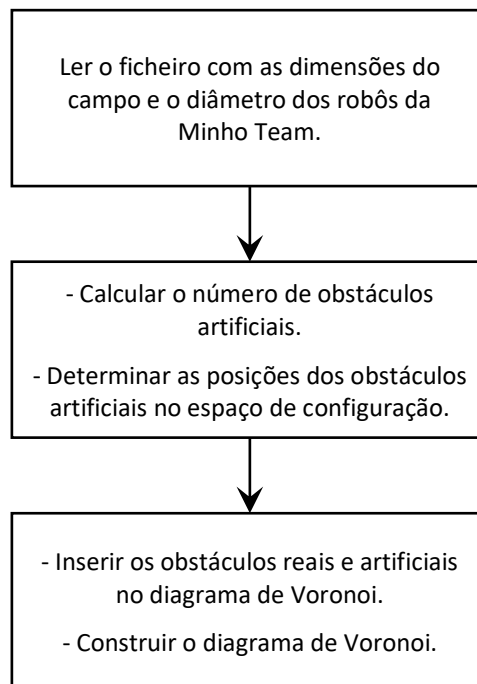 Ler o ficheiro com as dimensões do
campo e o diâmetro dos robôs da
Minho Team.
- Calcular o número de obstáculos
artificiais.
- Determinar as posições dos obstáculos
artificiais no espaço de configuração.
- Inserir os obstáculos reais e artificiais
no diagrama de Voronoi.
- Construir o diagrama de Voronoi.